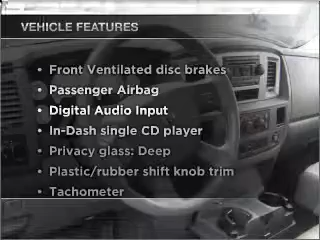 VEHICLE FEATURES
• Front Ventilated disc brakes
• Passenger Airbag
• Digital Audio Input
• In-Dash single CD player
• Privacy glass: Deep
• Plastic/rubber shift knob trim
• Tachometer